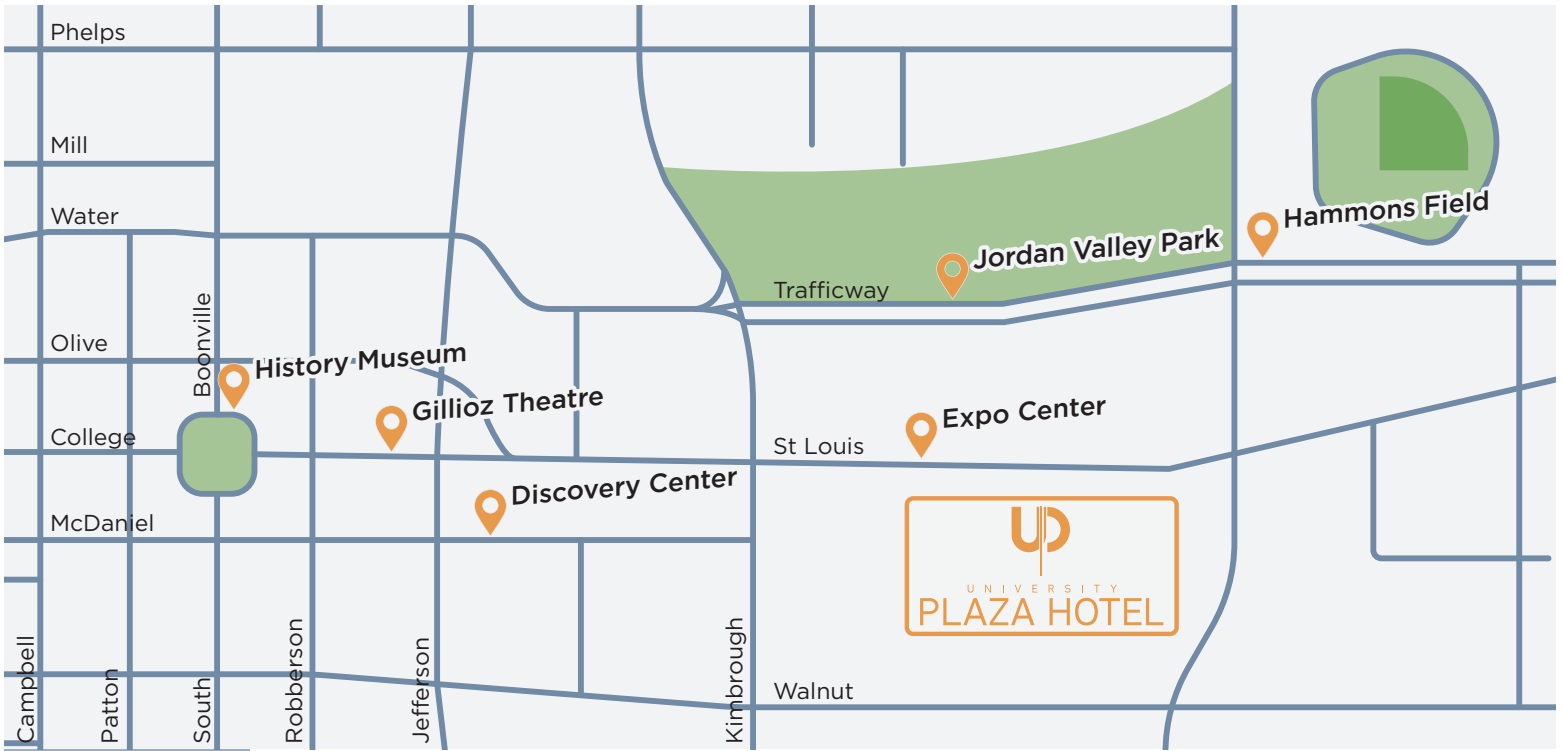 Phelps
Mill
Water
Hammons Field
Jordan Valley Park
Trafficway
Boonville
Olive
History Museum
Gillioz Theatre
Expo Center
College
St Louis
Discovery Center
McDaniel
UP
UNIVERSITY
PLAZA HOTEL
Campbell
Patton
South
Robberson
Jefferson
Kimbrough
Walnut